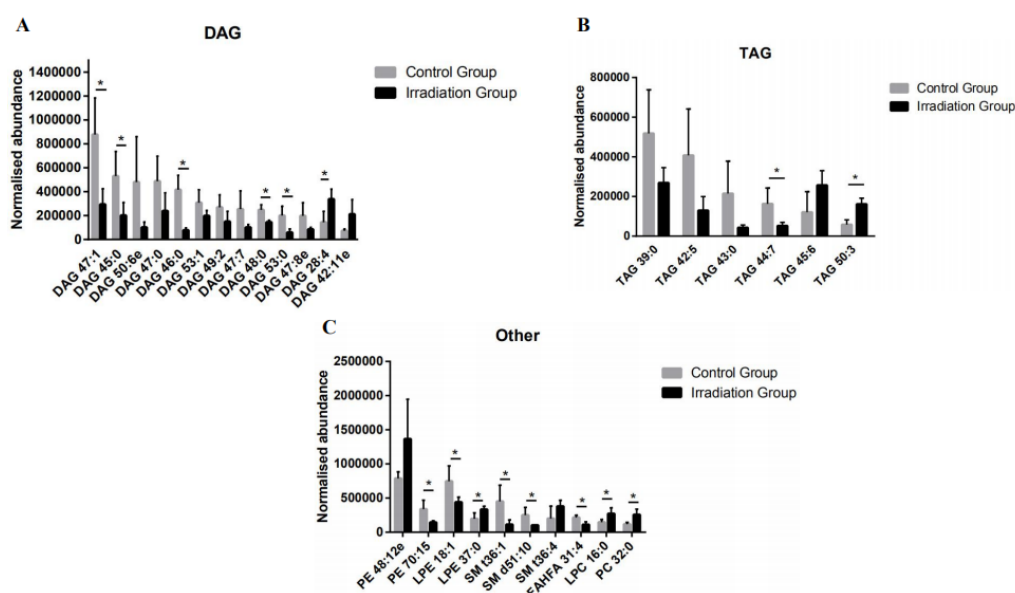 A
DAG
Normalised abundance
1400000
1200000
1000000
800000
600000
400000
200000
0
Control Group
Irradiation Group
*
*
*
*
*
*
DAG 47:1
DAG 45:0
DAG 50:6e
DAG 47:0
DAG 46:0
DAG 53:1
DAG 49:2
DAG 47:7
DAG 48:0
DAG 53:0
DAG 47:8e
DAG 28:4
DAG 42:11e
B
TAG
Normalised abundance
800000
600000
400000
200000
0
Control Group
Irradiation Group
*
*
TAG 39:0
TAG 42:5
TAG 43:0
TAG 44:7
TAG 45:6
TAG 50:3
C
Other
Normalised abundance
2500000
2000000
1500000
1000000
500000
0
Control Group
Irradiation Group
*
*
*
*
*
*
*
*
PE 48:12e
PE 70:15
LPE 18:1
LPE 37:0
SM t36:1
SM d51:10
SM t36:4
FAHFA 31:4
LPC 16:0
PC 32:0